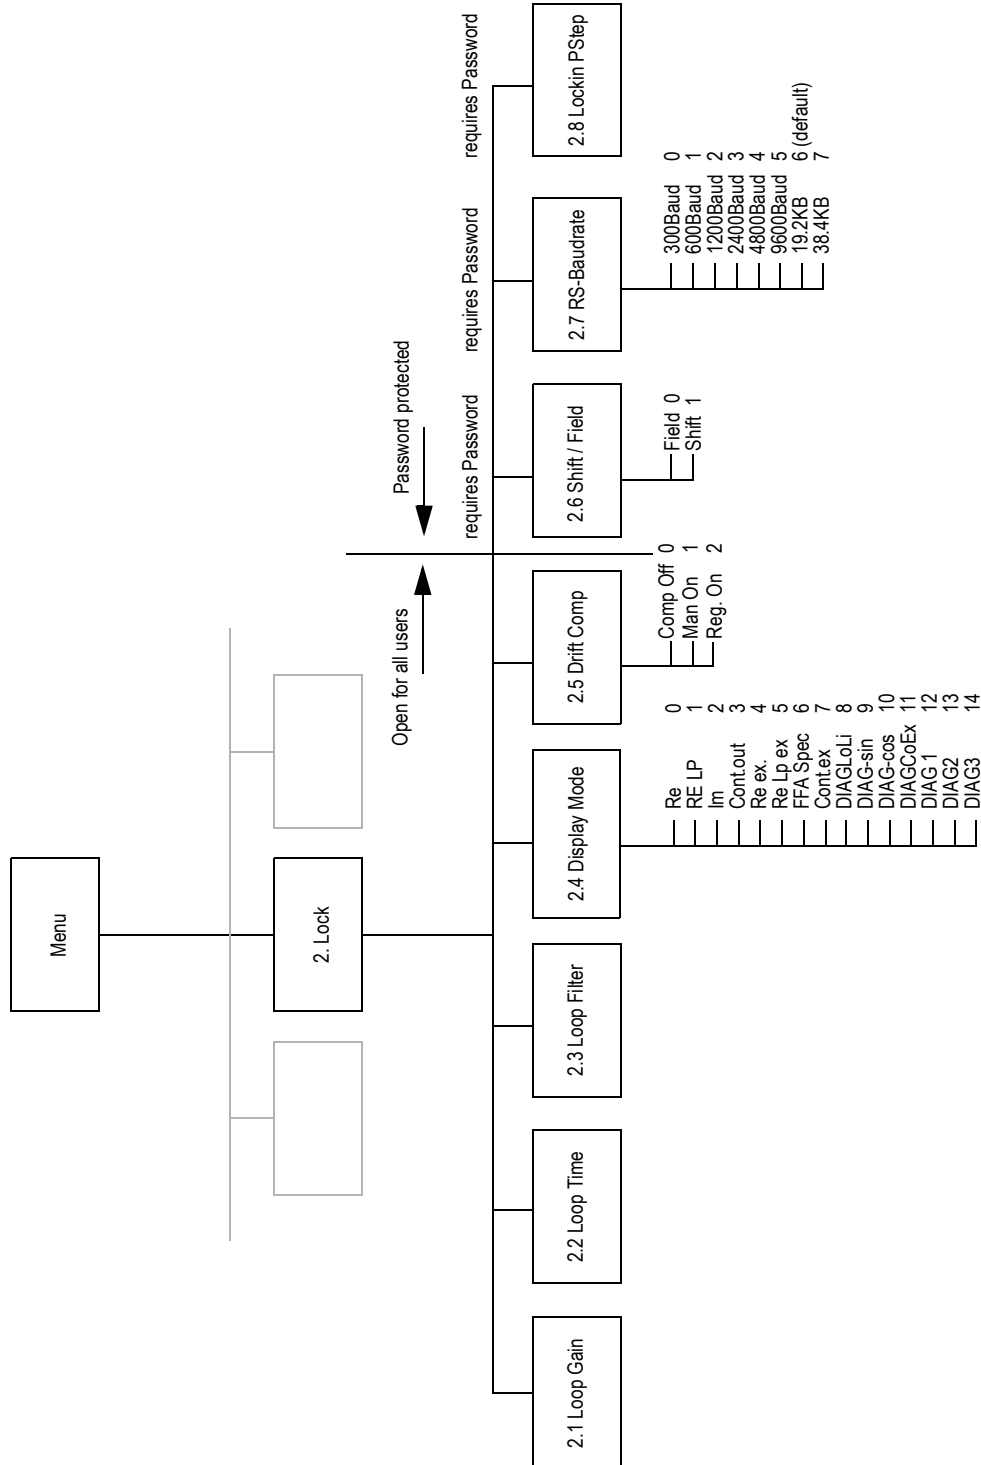 Menu
2. Lock
Open for all users
Password protected
requires Password
requires Password
requires Password
2.1 Loop Gain
2.2 Loop Time
2.3 Loop Filter
2.4 Display Mode
2.5 Drift Comp
2.6 Shift / Field
2.7 RS-Baudrate
2.8 Lockin PStep
Re 0
RE LP 1
Im 2
Cont.out 3
Re ex. 4
Re Lp ex 5
FFA Spec 6
Cont.ex 7
DIAGLoLi 8
DIAG-sin 9
DIAG-cos 10
DIAGCoEx 11
DIAG 1 12
DIAG2 13
DIAG3 14
Comp Off 0
Man On 1
Reg. On 2
Field 0
Shift 1
300Baud 0
600Baud 1
1200Baud 2
2400Baud 3
4800Baud 4
9600Baud 5
19.2KB 6 (default)
38.4KB 7